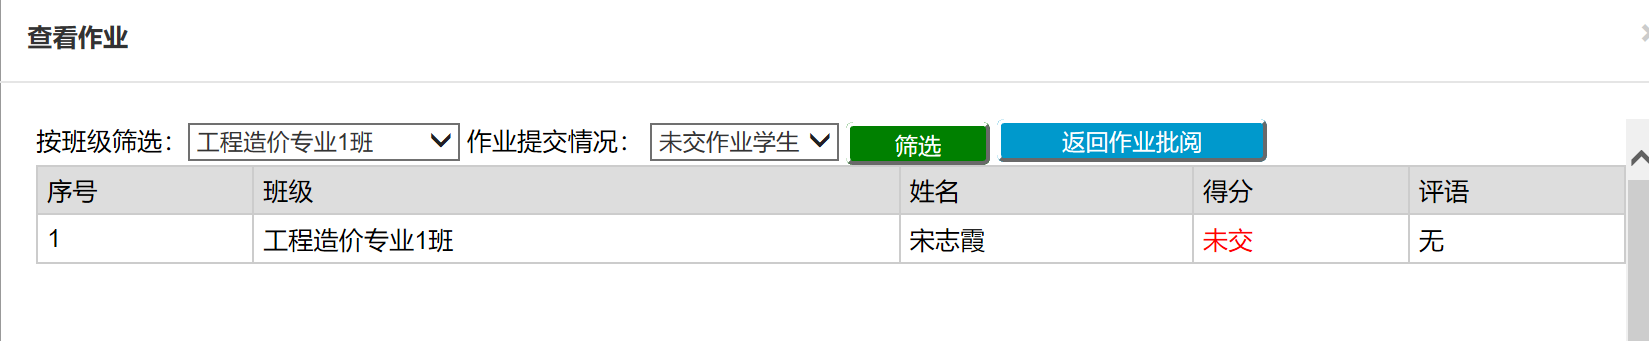 查看作业
按班级筛选： 工程造价专业1班 作业提交情况： 未交作业学生 筛选 返回作业批阅
序号 班级 姓名 得分 评语
1 工程造价专业1班 宋志霞 未交 无